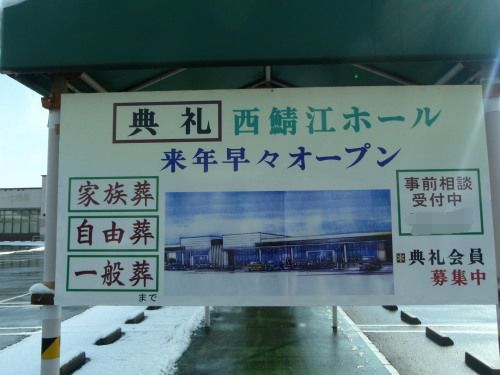 典礼 西鯖江ホール
来年早々オープン
家族葬
自由葬
一般葬
まで
事前相談
受付中
典礼会員
募集中